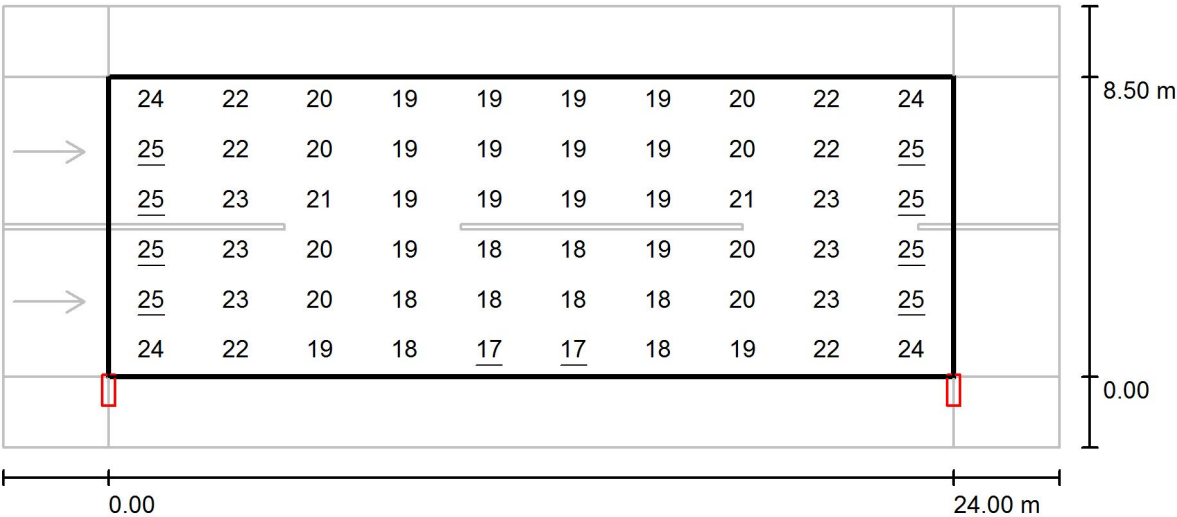 24 22 20 19 19 19 19 20 22 24
8.50 m
25 22 20 19 19 19 19 20 22 25
25 23 21 19 19 19 19 21 23 25
25 23 20 19 18 18 19 20 23 25
25 23 20 18 18 18 18 20 23 25
24 22 19 18 17 17 18 19 22 24
0.00
0.00 24.00 m